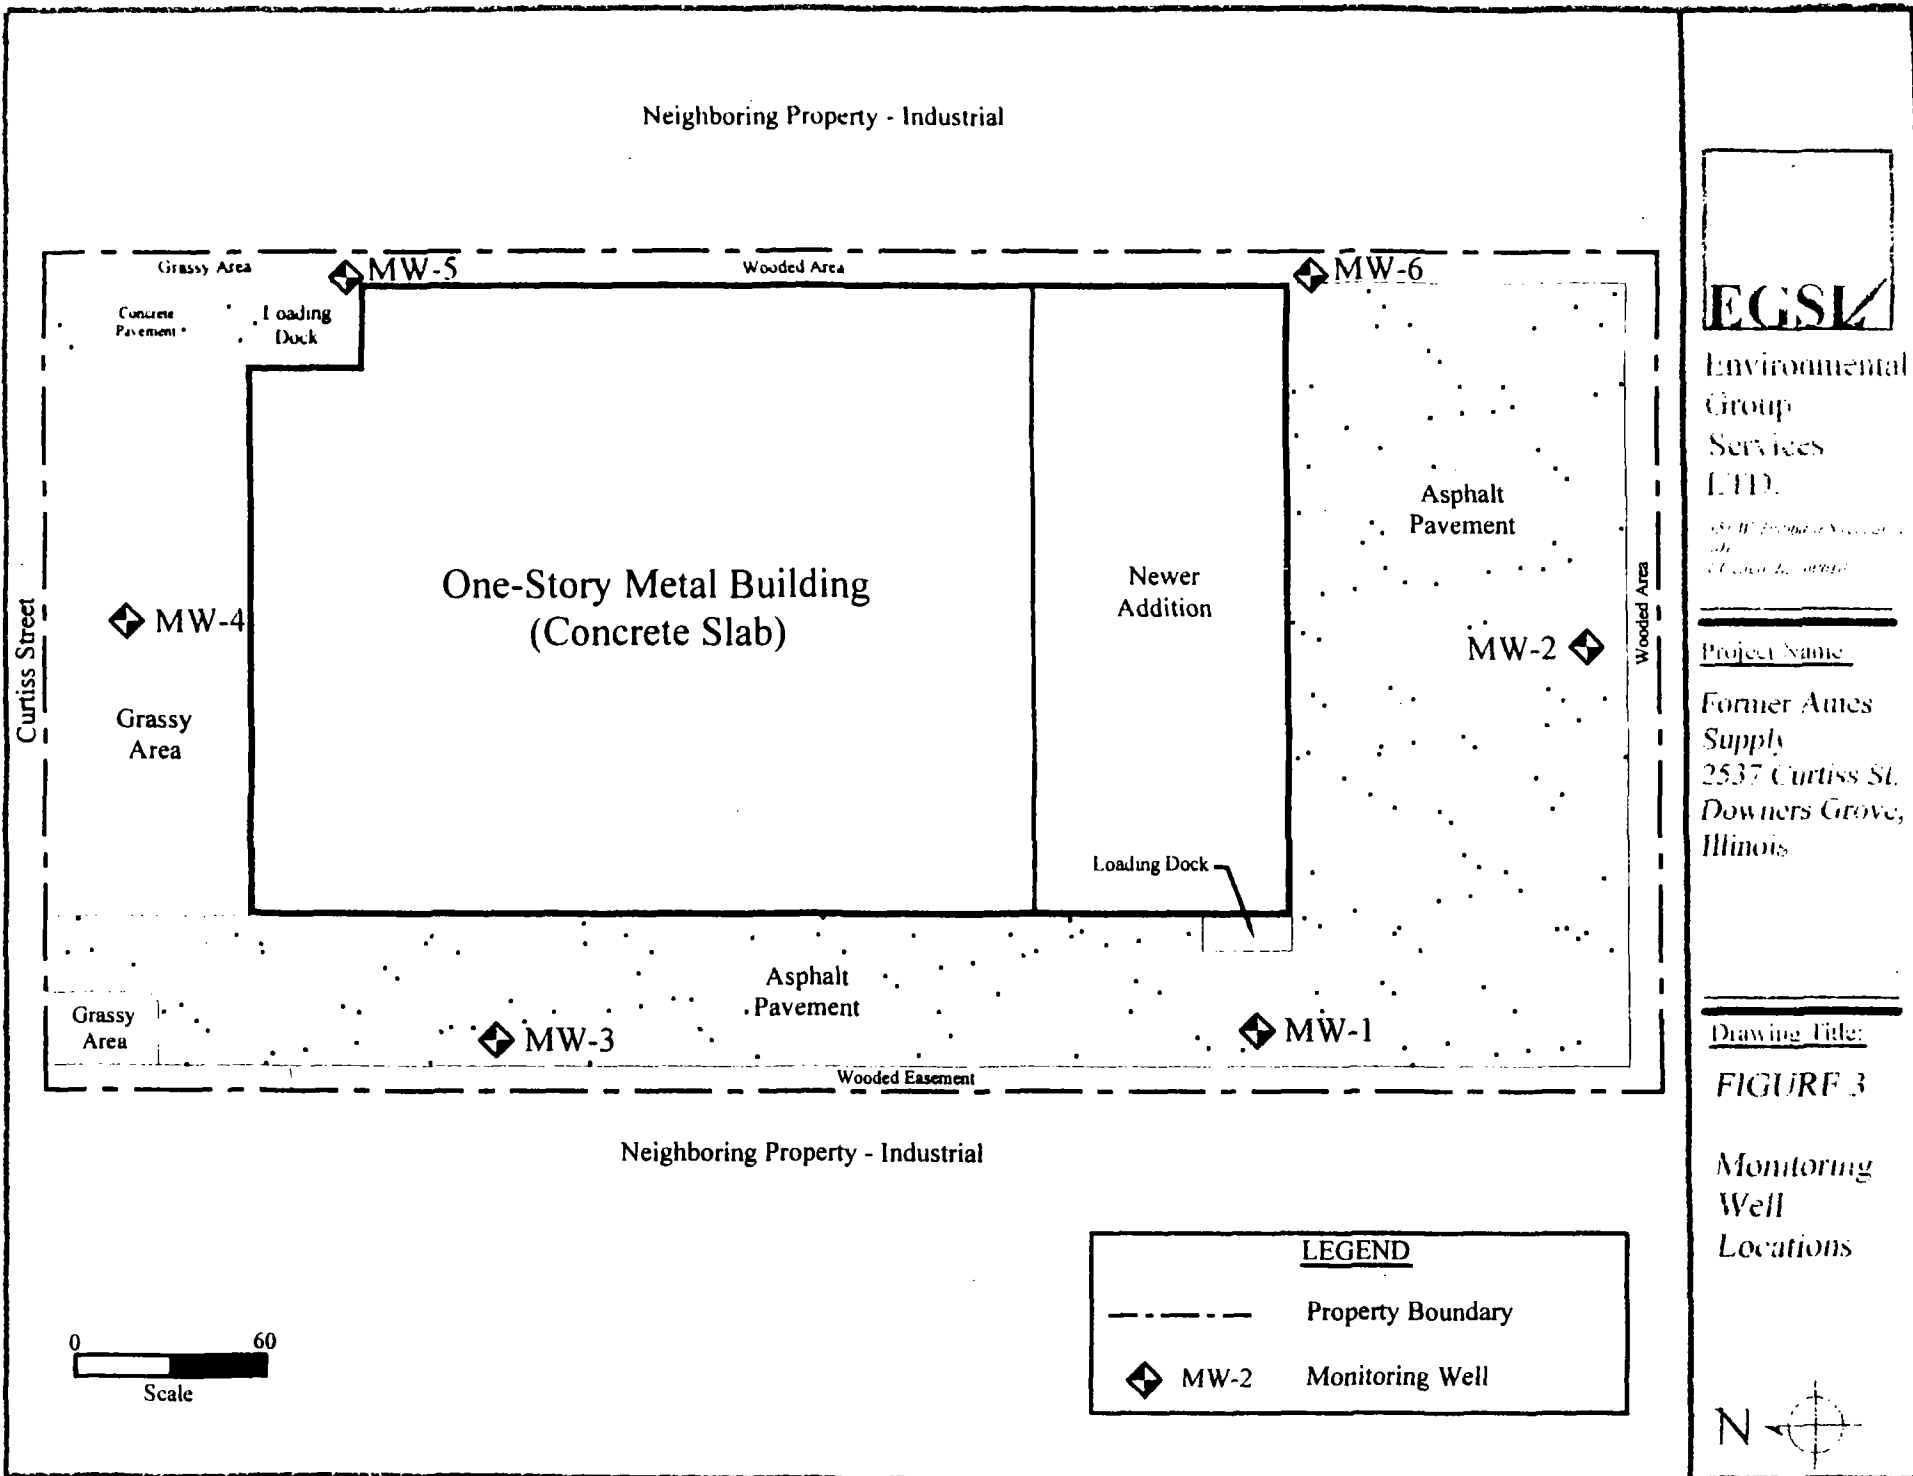 Neighboring Property - Industrial
Grassy Area
MW-5
Wooded Area
MW-6
Concrete
Pavement
Loading
Dock
Asphalt
Pavement
One-Story Metal Building
(Concrete Slab)
Newer
Addition
Curtiss Street
MW-4
MW-2
Wooded Area
Grassy
Area
Loading Dock
Asphalt
Pavement
Grassy
Area
MW-3
MW-1
Wooded Easement
Neighboring Property - Industrial
LEGEND
Property Boundary
MW-2 Monitoring Well
0 60
Scale
EGSL
Environmental
Group
Services
LTD.
Project Name
Former Ames
Supply
2537 Curtiss St.
Downers Grove,
Illinois
Drawing Title:
FIGURE 3
Monitoring
Well
Locations
N